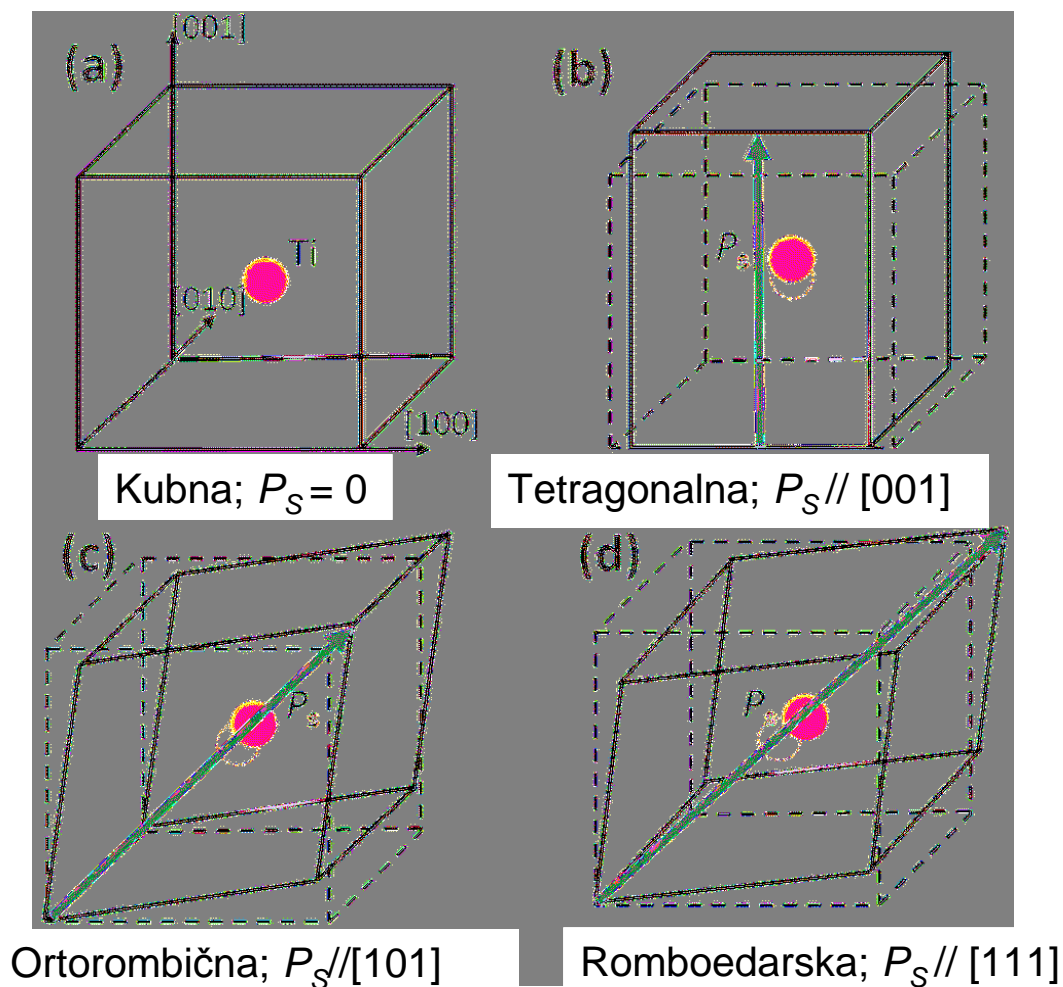 [001]
(a)
(b)
Ti
[010]
[100]
P_s
Kubna; P_S = 0
Tetragonalna; P_S // [001]
(c)
(d)
P_s
P_s
Ortorombična; P_S//[101]
Romboedarska; P_S // [111]